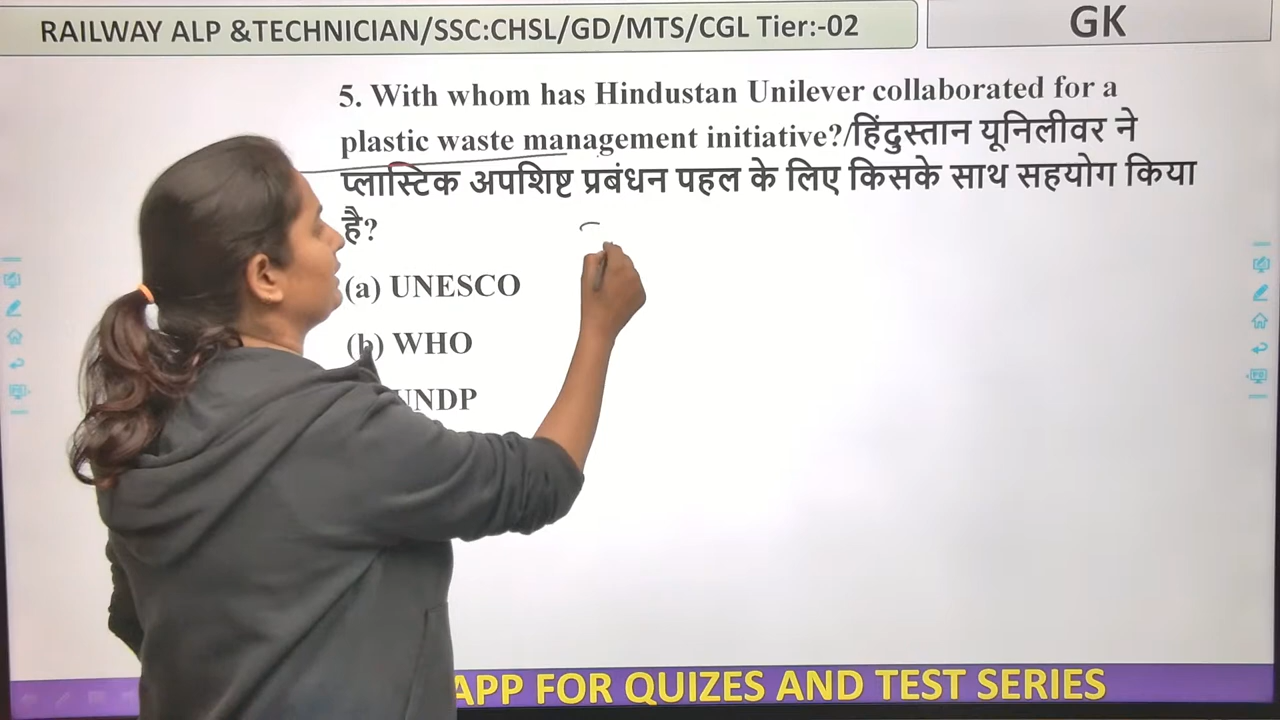 RAILWAY ALP &TECHNICIAN/SSC:CHSL/GD/MTS/CGL Tier:-02
GK
5. With whom has Hindustan Unilever collaborated for a
plastic waste management initiative?/हिंदुस्तान यूनिलीवर ने
प्लास्टिक अपशिष्ट प्रबंधन पहल के लिए किसके साथ सहयोग किया
है?
(a) UNESCO
(b) WHO
UNDP
APP FOR QUIZES AND TEST SERIES